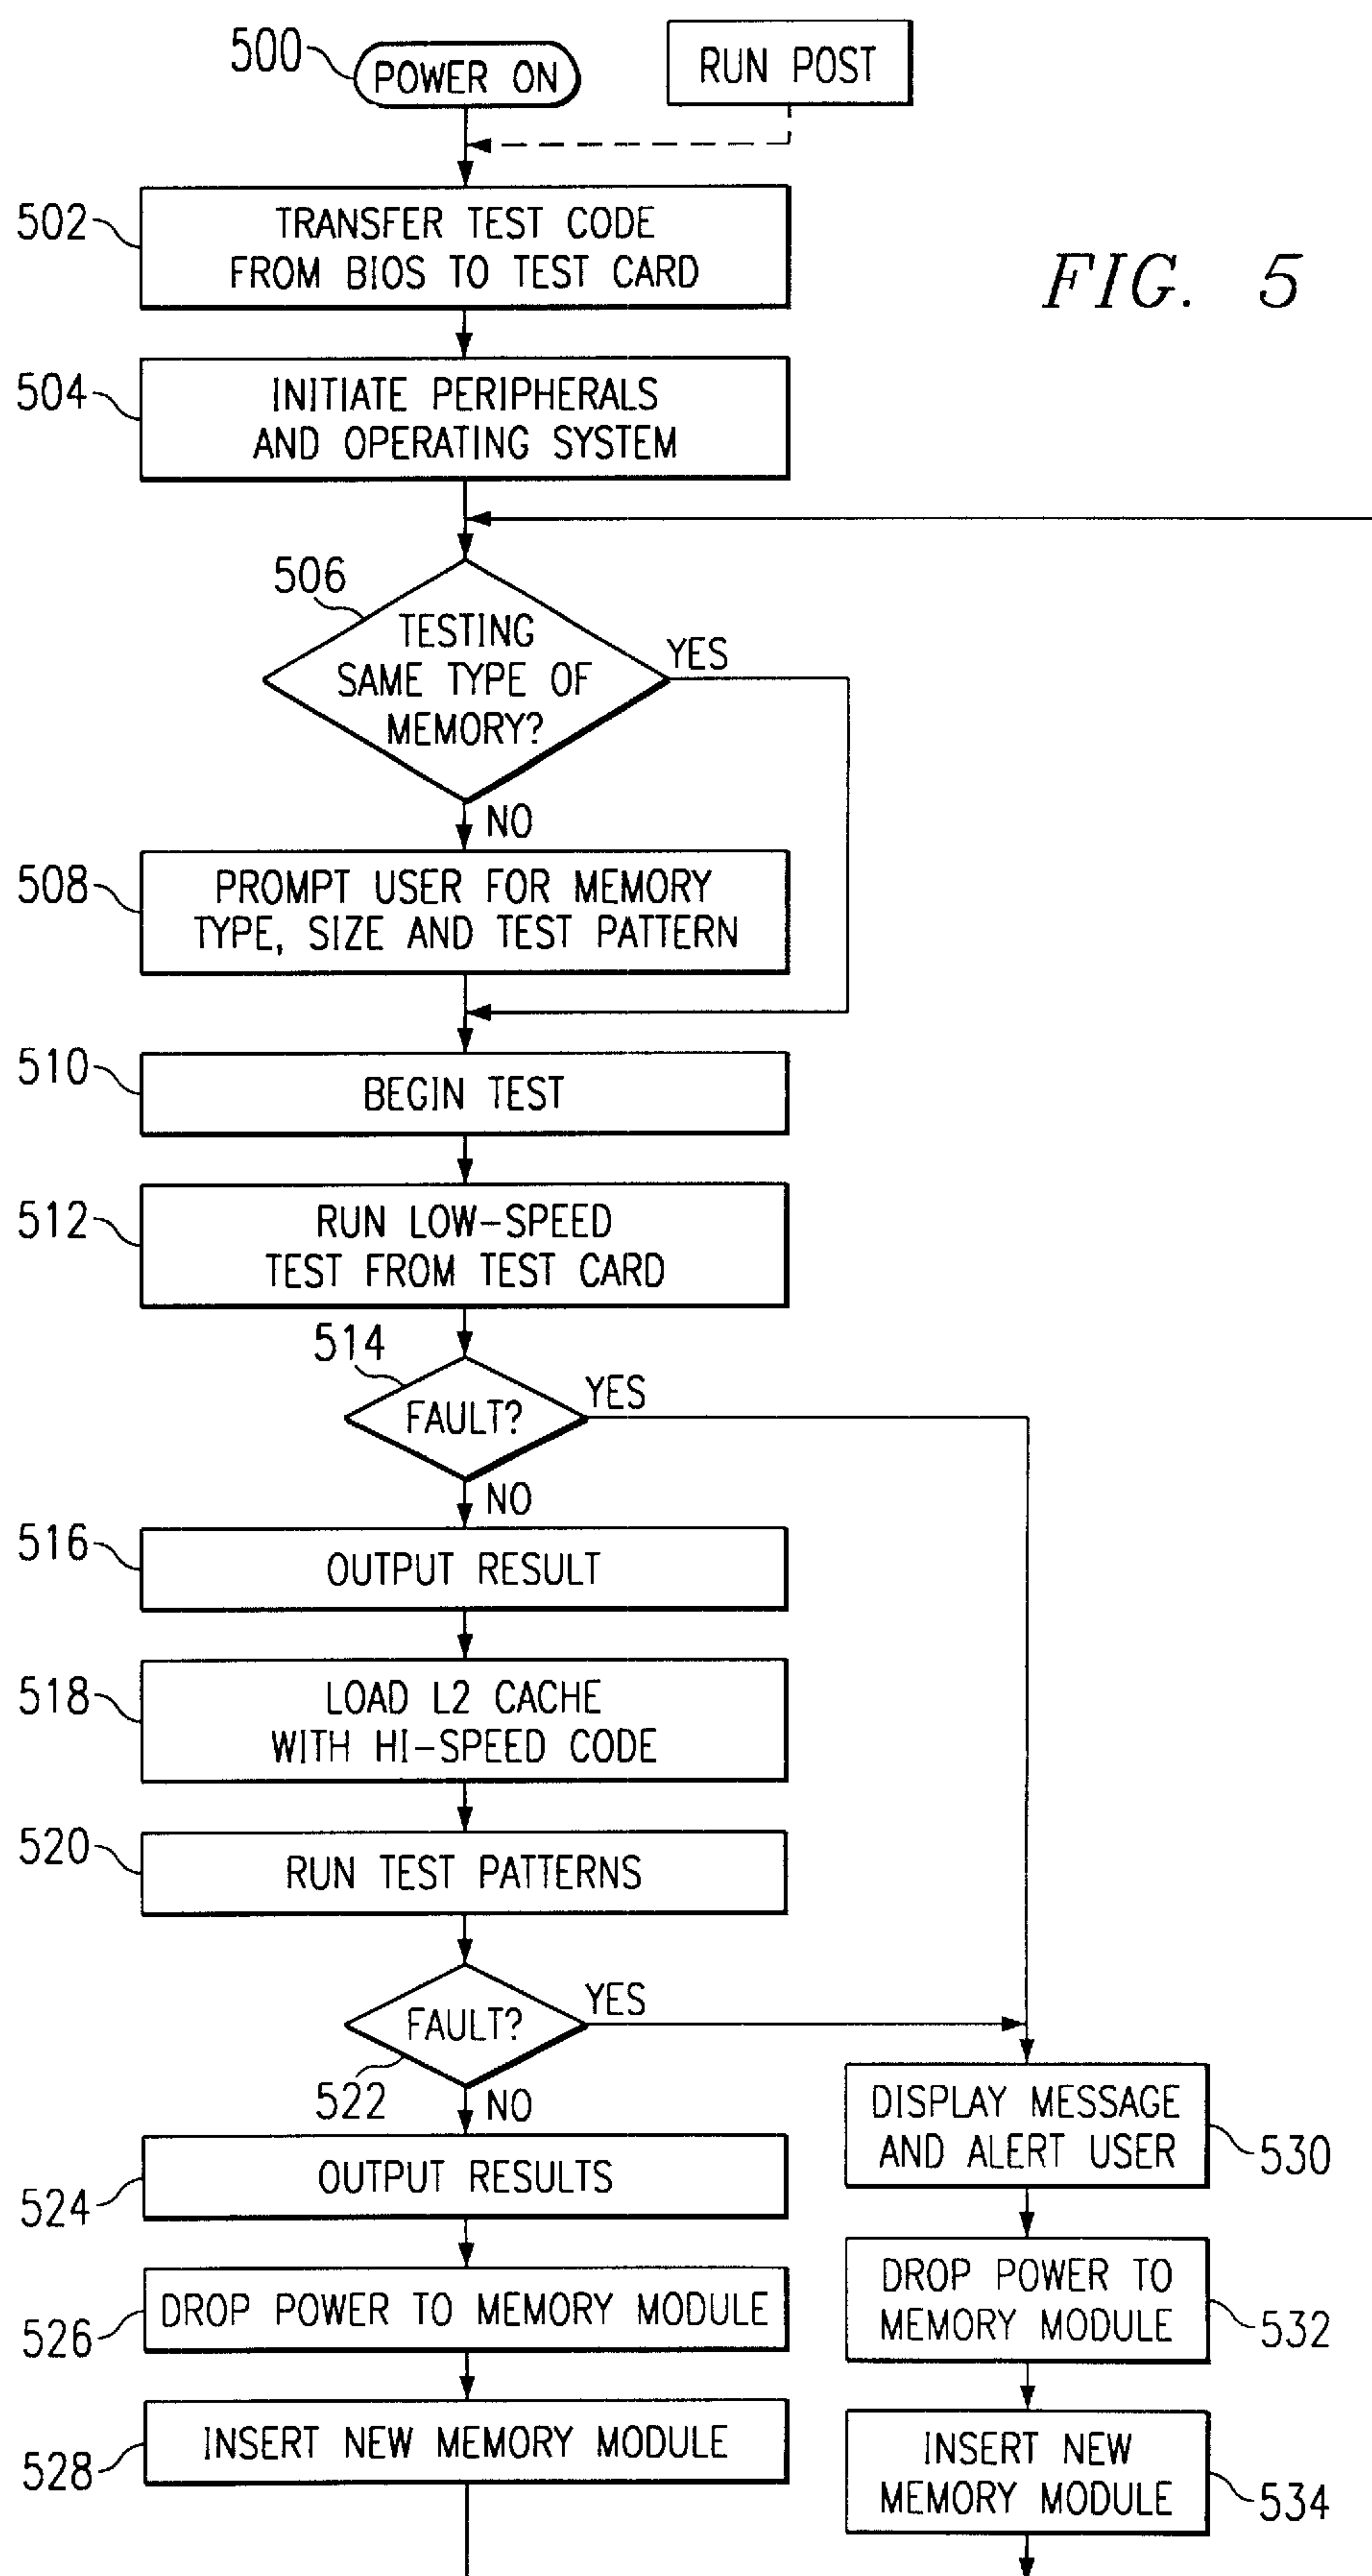 500
POWER ON
RUN POST
502
TRANSFER TEST CODE
FROM BIOS TO TEST CARD
FIG. 5
504
INITIATE PERIPHERALS
AND OPERATING SYSTEM
506
TESTING
SAME TYPE OF
MEMORY?
YES
NO
508
PROMPT USER FOR MEMORY
TYPE, SIZE AND TEST PATTERN
510
BEGIN TEST
512
RUN LOW-SPEED
TEST FROM TEST CARD
514
FAULT?
YES
NO
516
OUTPUT RESULT
518
LOAD L2 CACHE
WITH HI-SPEED CODE
520
RUN TEST PATTERNS
FAULT?
YES
522
NO
DISPLAY MESSAGE
AND ALERT USER
530
OUTPUT RESULTS
524
DROP POWER TO
MEMORY MODULE
532
DROP POWER TO MEMORY MODULE
526
INSERT NEW MEMORY MODULE
528
INSERT NEW
MEMORY MODULE
534